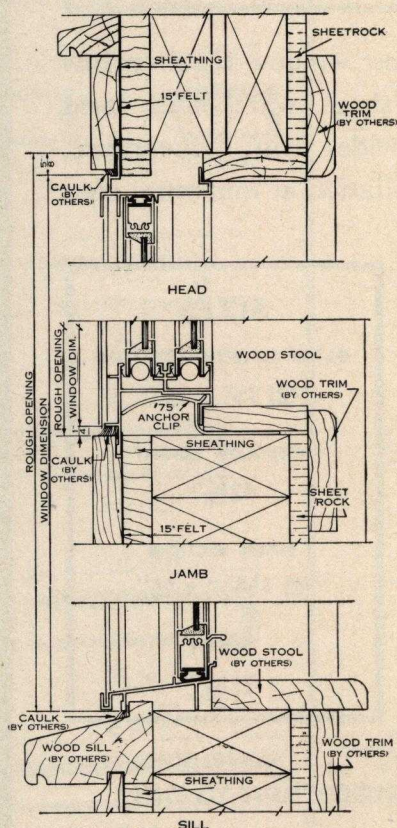 SHEETROCK
SHEATHING
15# FELT
WOOD
TRIM
(BY OTHERS)
CAULK
(BY
OTHERS)
HEAD
ROUGH OPENING
WINDOW DIMENSION
ROUGH OPENING
WINDOW DIM.
WOOD STOOL
WOOD TRIM
(BY OTHERS)
#75
ANCHOR
CLIP
SHEATHING
CAULK
(BY
OTHERS)
SHEET
ROCK
15# FELT
JAMB
WOOD STOOL
(BY OTHERS)
CAULK
(BY OTHERS)
WOOD SILL
(BY OTHERS)
WOOD TRIM
(BY OTHERS)
SHEATHING
SILL